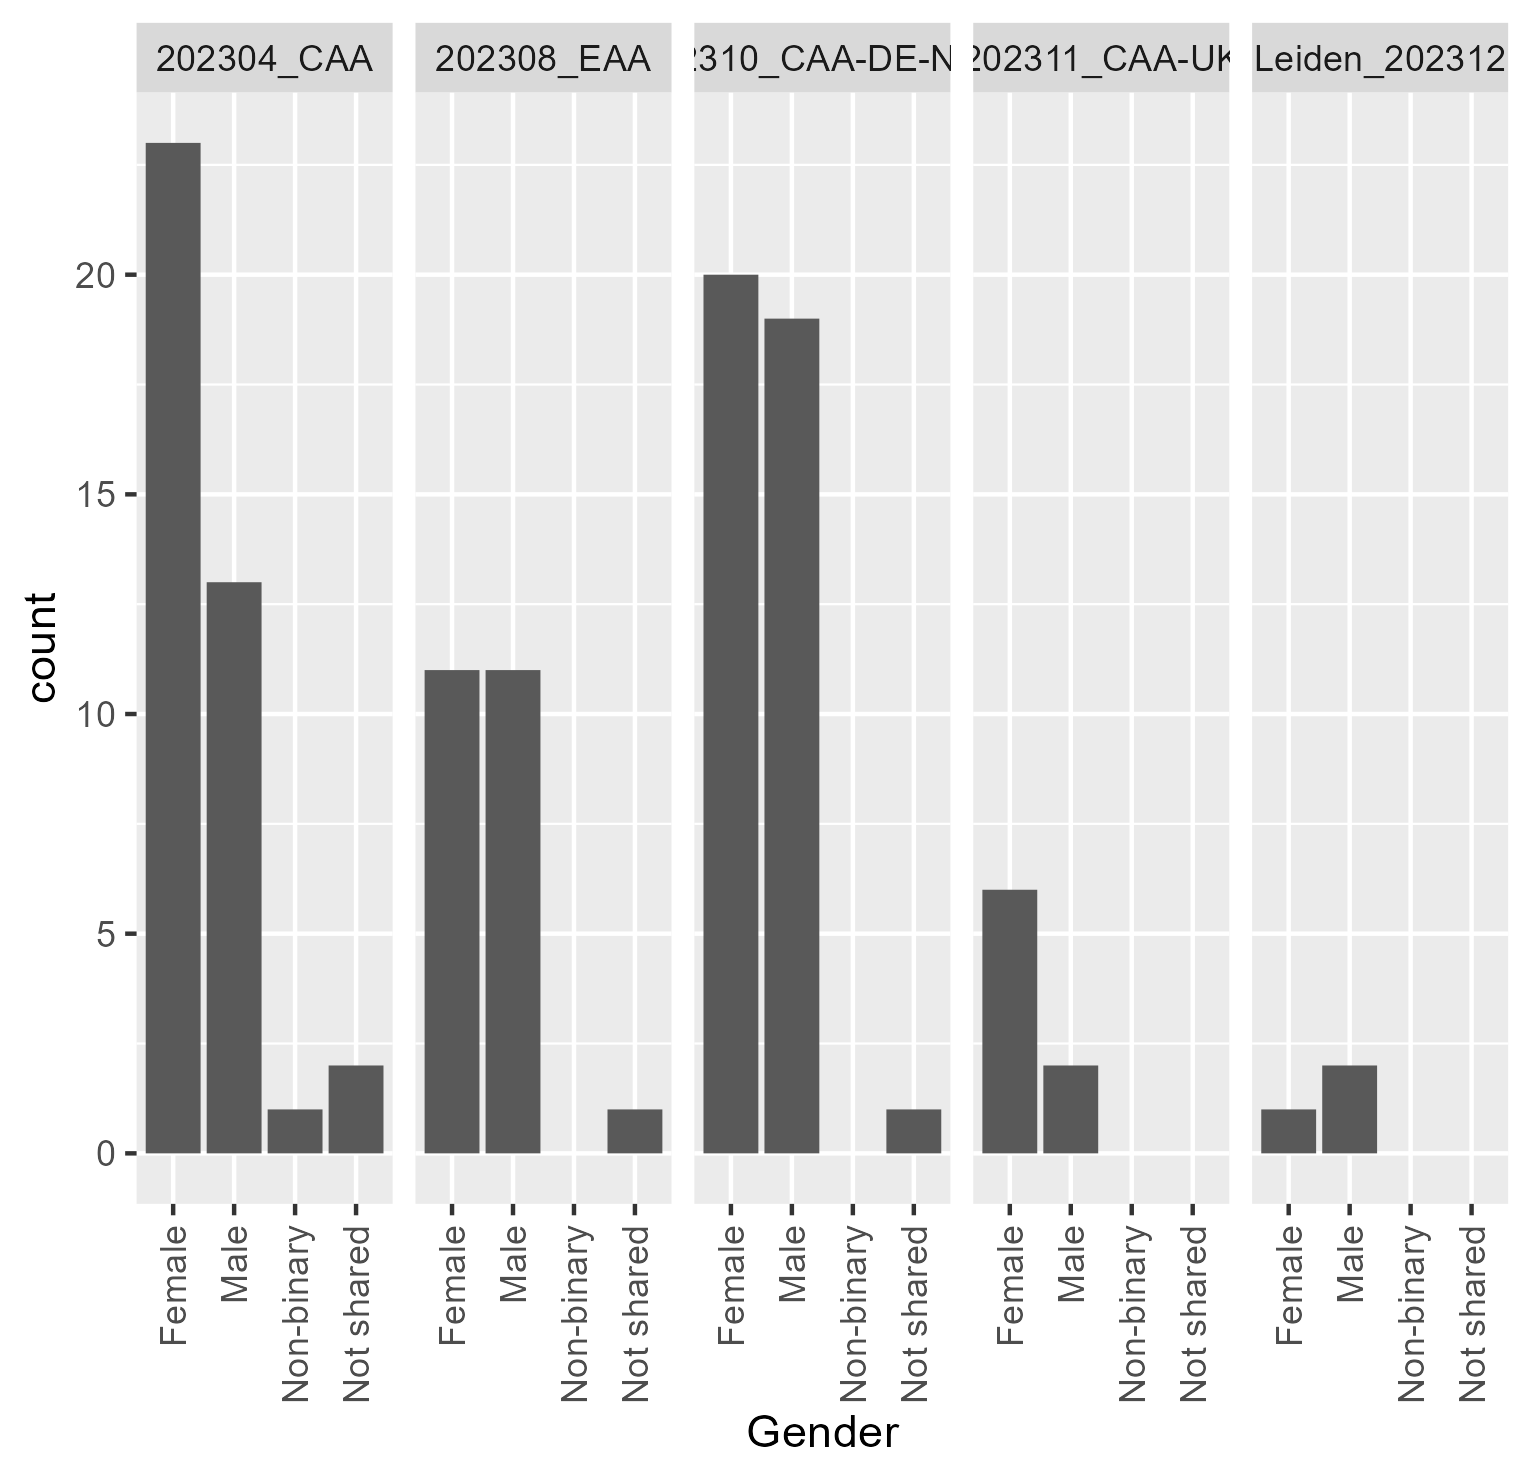 202304_CAA
202308_EAA
2310_CAA-DE-N
202311_CAA-UK
Leiden_202312
count
20
15
10
5
0
Female
Male
Non-binary
Not shared
Female
Male
Non-binary
Not shared
Female
Male
Non-binary
Not shared
Female
Male
Non-binary
Not shared
Female
Male
Non-binary
Not shared
Gender